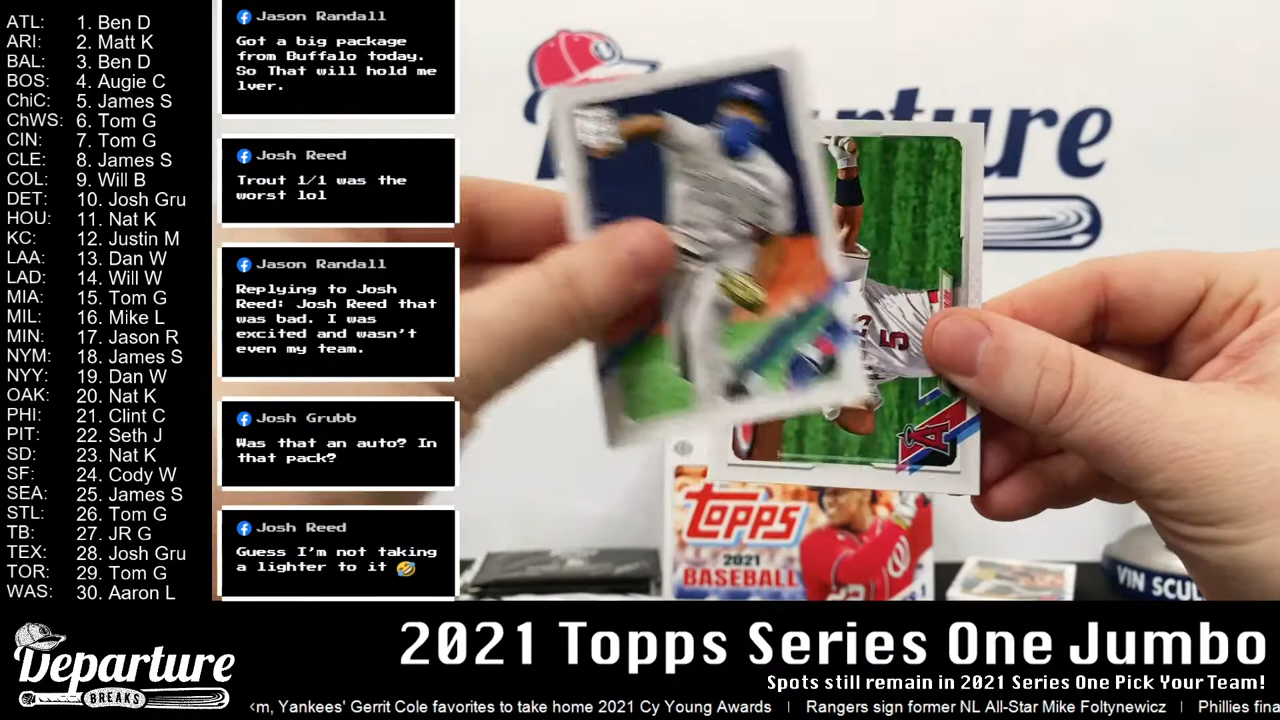 ATL: 1. Ben D
ARI: 2. Matt K
BAL: 3. Ben D
BOS: 4. Augie C
ChiC: 5. James S
ChWS: 6. Tom G
CIN: 7. Tom G
CLE: 8. James S
COL: 9. Will B
DET: 10. Josh Gru
HOU: 11. Nat K
KC: 12. Justin M
LAA: 13. Dan W
LAD: 14. Will W
MIA: 15. Tom G
MIL: 16. Mike L
MIN: 17. Jason R
NYM: 18. James S
NYY: 19. Dan W
OAK: 20. Nat K
PHI: 21. Clint C
PIT: 22. Seth J
SD: 23. Nat K
SF: 24. Cody W
SEA: 25. James S
STL: 26. Tom G
TB: 27. JR G
TEX: 28. Josh Gru
TOR: 29. Tom G
WAS: 30. Aaron L
Jason Randall
Got a big package
from Buffalo today.
So That will hold me
lver.
Josh Reed
Trout 1/1 was the
worst lol
Jason Randall
Replying to Josh
Reed: Josh Reed that
was bad. I was
excited and wasn't
even my team.
Josh Grubb
Was that an auto? In
that pack?
Josh Reed
Guess I'm not taking
a lighter to it 🤣
parture
5
A
topps
2021
BASEBALL
W
22
VIN SCUL
Departure
BREAKS
2021 Topps Series One Jumbo
Spots still remain in 2021 Series One Pick Your Team!
m, Yankees' Gerrit Cole favorites to take home 2021 Cy Young Awards | Rangers sign former NL All-Star Mike Foltynewicz | Phillies fina